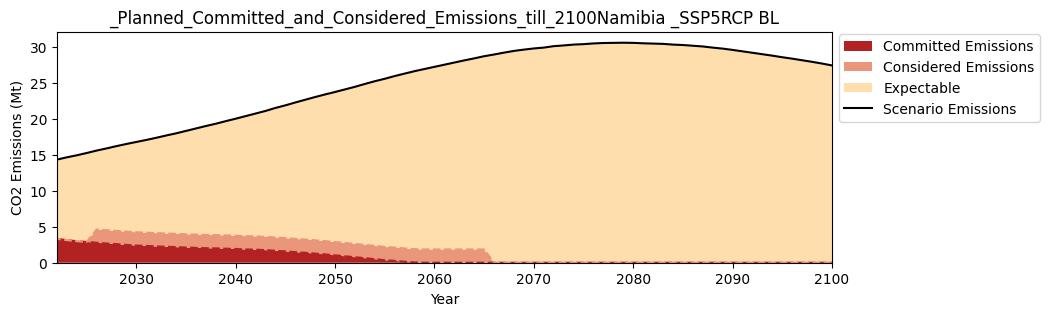 _Planned_Committed_and_Considered_Emissions_till_2100Namibia _SSP5RCP BL
CO2 Emissions (Mt)
30
25
20
15
10
5
0
2030 2040 2050 2060 2070 2080 2090 2100
Year
Committed Emissions
Considered Emissions
Expectable
Scenario Emissions